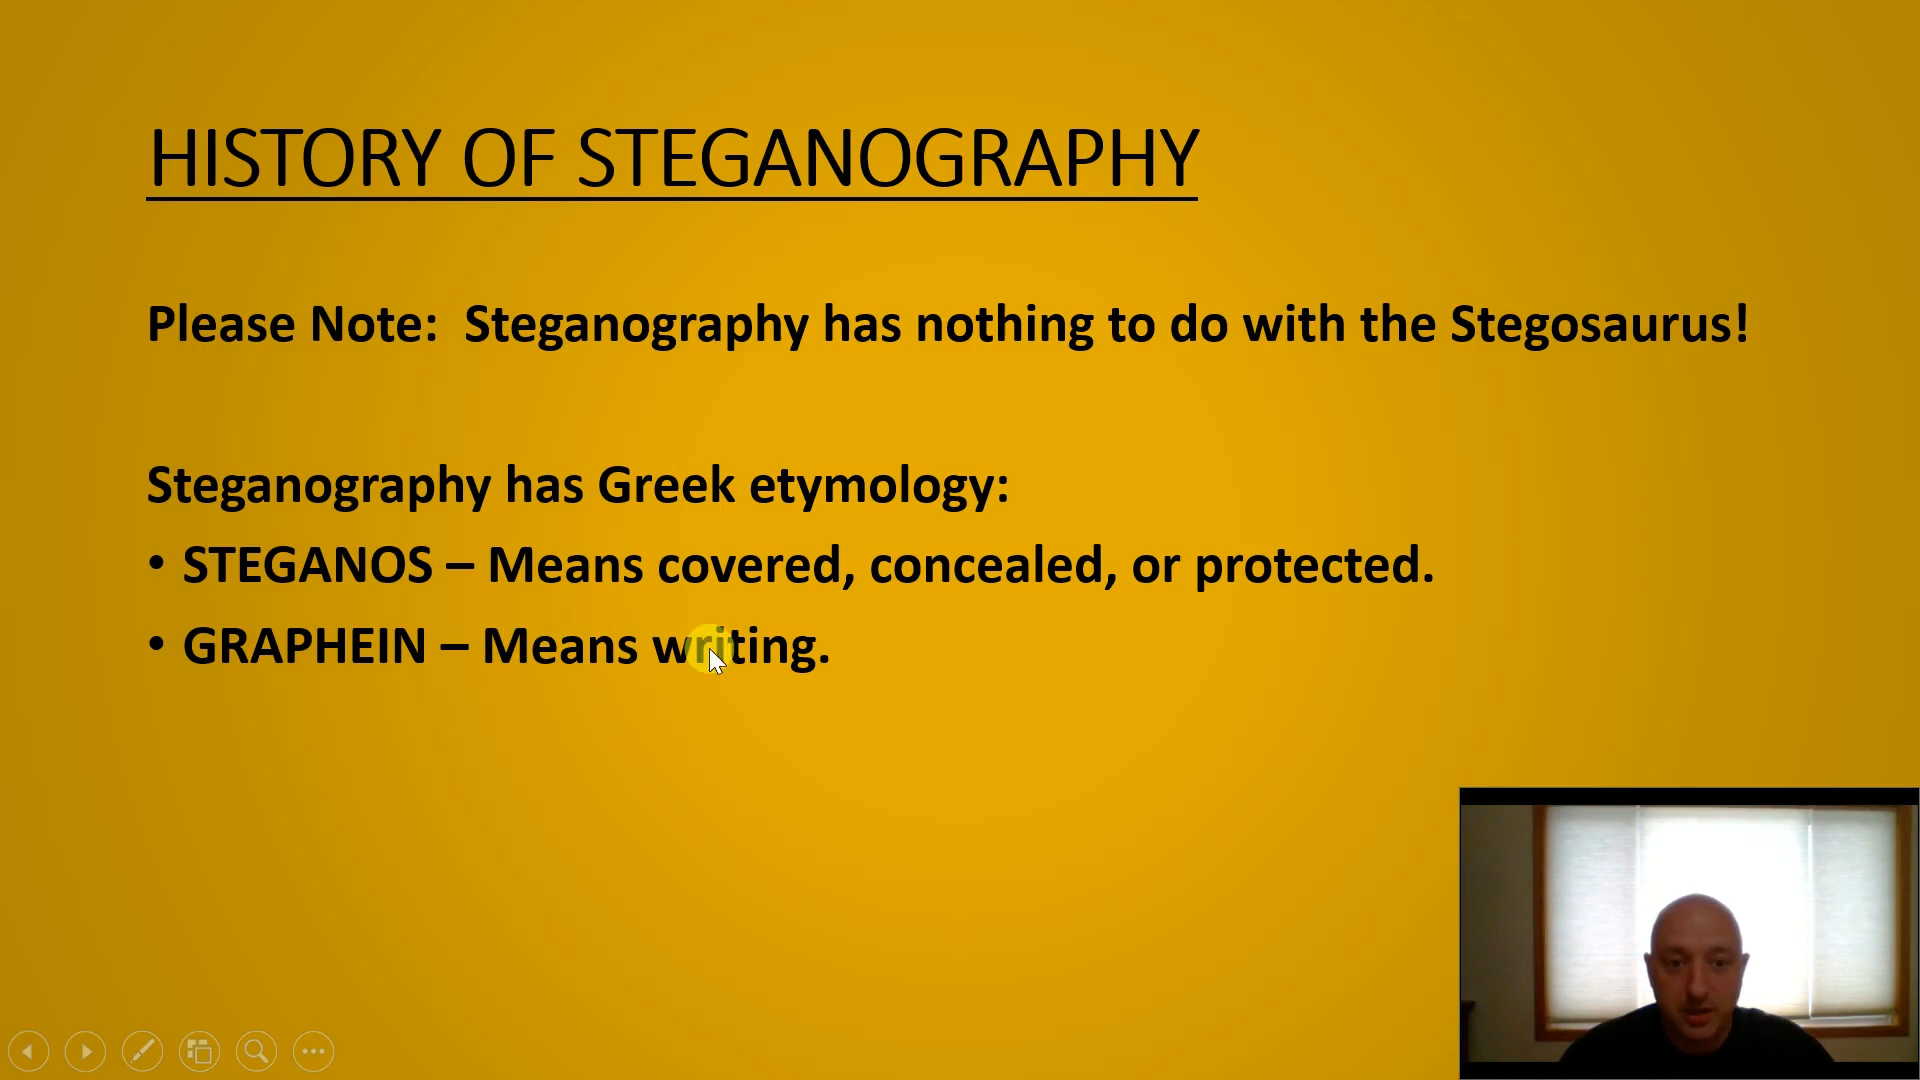 HISTORY OF STEGANOGRAPHY
Please Note:  Steganography has nothing to do with the Stegosaurus!
Steganography has Greek etymology:
• STEGANOS – Means covered, concealed, or protected.
• GRAPHEIN – Means writing.